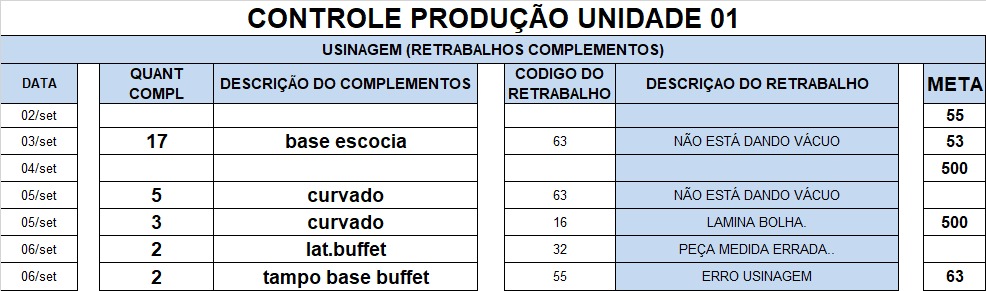 CONTROLE PRODUÇÃO UNIDADE 01
USINAGEM (RETRABALHOS COMPLEMENTOS)
DATA QUANT COMPL DESCRIÇÃO DO COMPLEMENTOS CODIGO DO RETRABALHO DESCRIÇAO DO RETRABALHO META
02/set 55
03/set 17 base escocia 63 NÃO ESTÁ DANDO VÁCUO 53
04/set 500
05/set 5 curvado 63 NÃO ESTÁ DANDO VÁCUO
05/set 3 curvado 16 LAMINA BOLHA. 500
06/set 2 lat.buffet 32 PEÇA MEDIDA ERRADA..
06/set 2 tampo base buffet 55 ERRO USINAGEM 63